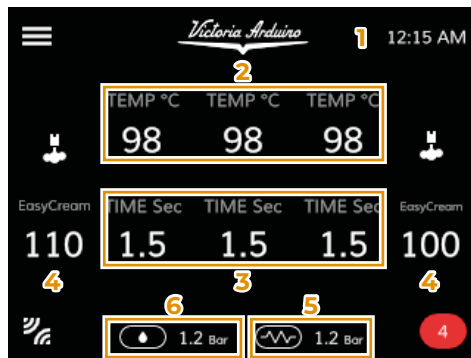 Victoria Arduino 1 12:15 AM
2
TEMP °C TEMP °C TEMP °C
98 98 98
EasyCream TIME Sec TIME Sec TIME Sec EasyCream
110 1.5 1.5 1.5 100
4 3 4
6 5
1.2 Bar 1.2 Bar 4